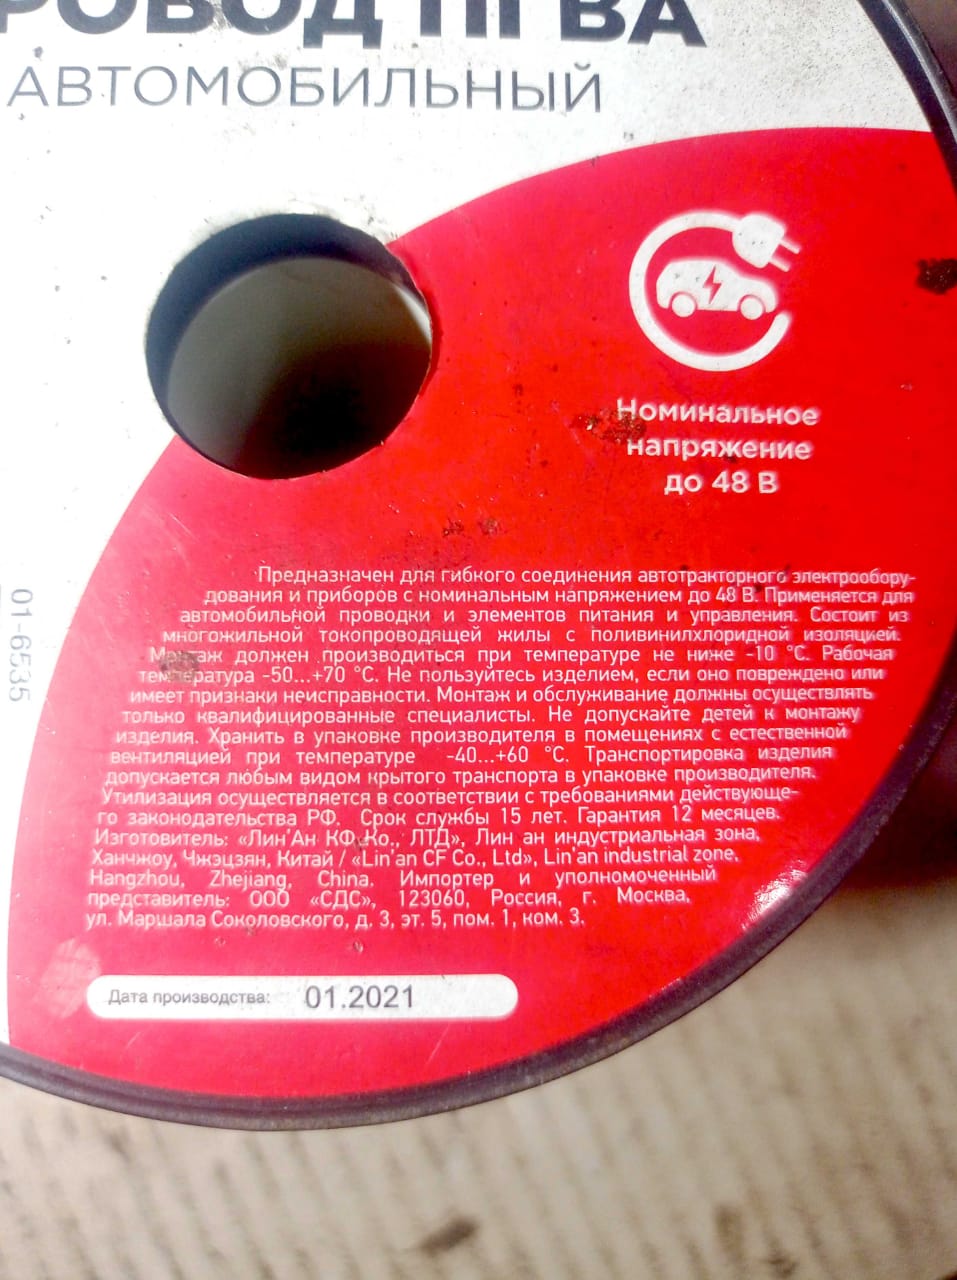 РОВОД ПГВА
АВТОМОБИЛЬНЫЙ
Номинальное
напряжение
до 48 В
01-6535
Предназначен для гибкого соединения автотракторного электрообору-
дования и приборов с номинальным напряжением до 48 В. Применяется для
автомобильной проводки и элементов питания и управления. Состоит из
многожильной токопроводящей жилы с поливинилхлоридной изоляцией.
Монтаж должен производиться при температуре не ниже -10 °C. Рабочая
температура -50...+70 °C. Не пользуйтесь изделием, если оно повреждено или
имеет признаки неисправности. Монтаж и обслуживание должны осуществлять
только квалифицированные специалисты. Не допускайте детей к монтажу
изделия. Хранить в упаковке производителя в помещениях с естественной
вентиляцией при температуре -40...+60 °C. Транспортировка изделия
допускается любым видом крытого транспорта в упаковке производителя.
Утилизация осуществляется в соответствии с требованиями действующе-
го законодательства РФ. Срок службы 15 лет. Гарантия 12 месяцев.
Изготовитель: «Лин'Ан КФ Ко., ЛТД», Лин ан индустриальная зона,
Ханчжоу, Чжэцзян, Китай / «Lin'an CF Co., Ltd», Lin'an industrial zone,
Hangzhou, Zhejiang, China. Импортер и уполномоченный
представитель: ООО «СДС», 123060, Россия, г. Москва,
ул. Маршала Соколовского, д. 3, эт. 5, пом. 1, ком. 3.
Дата производства: 01.2021